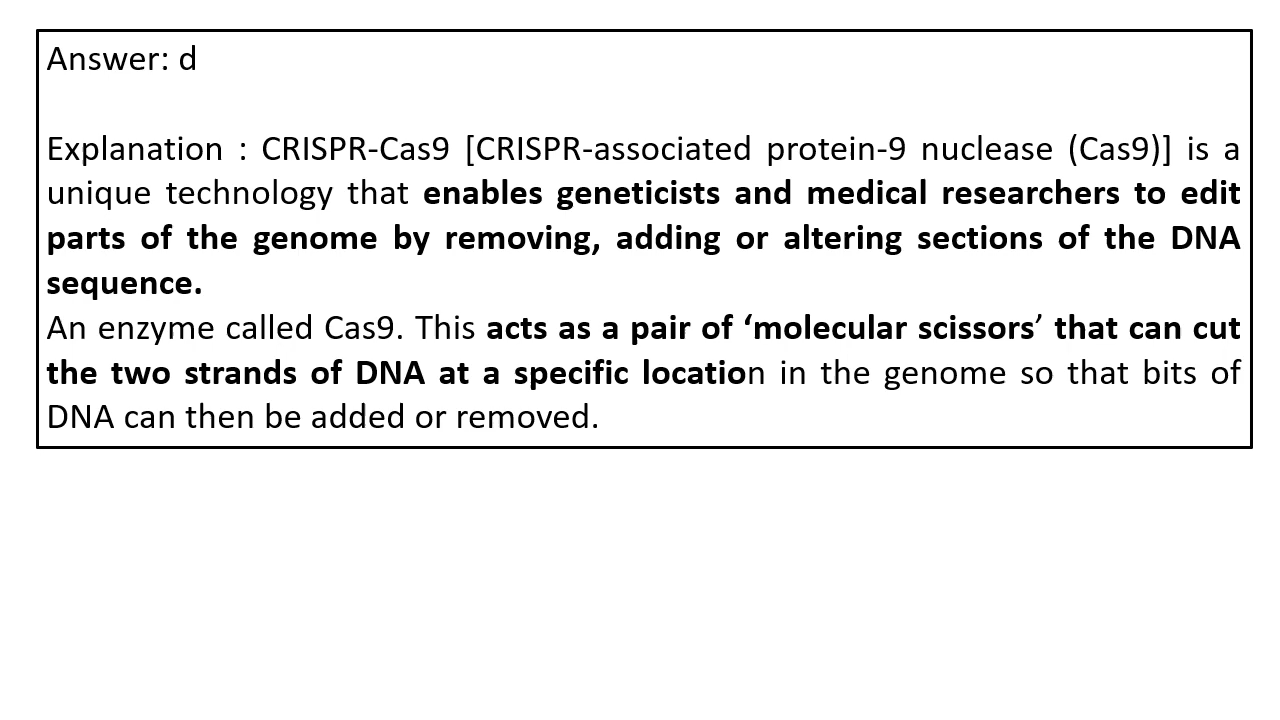 Answer: d
Explanation : CRISPR-Cas9 [CRISPR-associated protein-9 nuclease (Cas9)] is a
unique technology that enables geneticists and medical researchers to edit
parts of the genome by removing, adding or altering sections of the DNA
sequence.
An enzyme called Cas9. This acts as a pair of ‘molecular scissors’ that can cut
the two strands of DNA at a specific location in the genome so that bits of
DNA can then be added or removed.